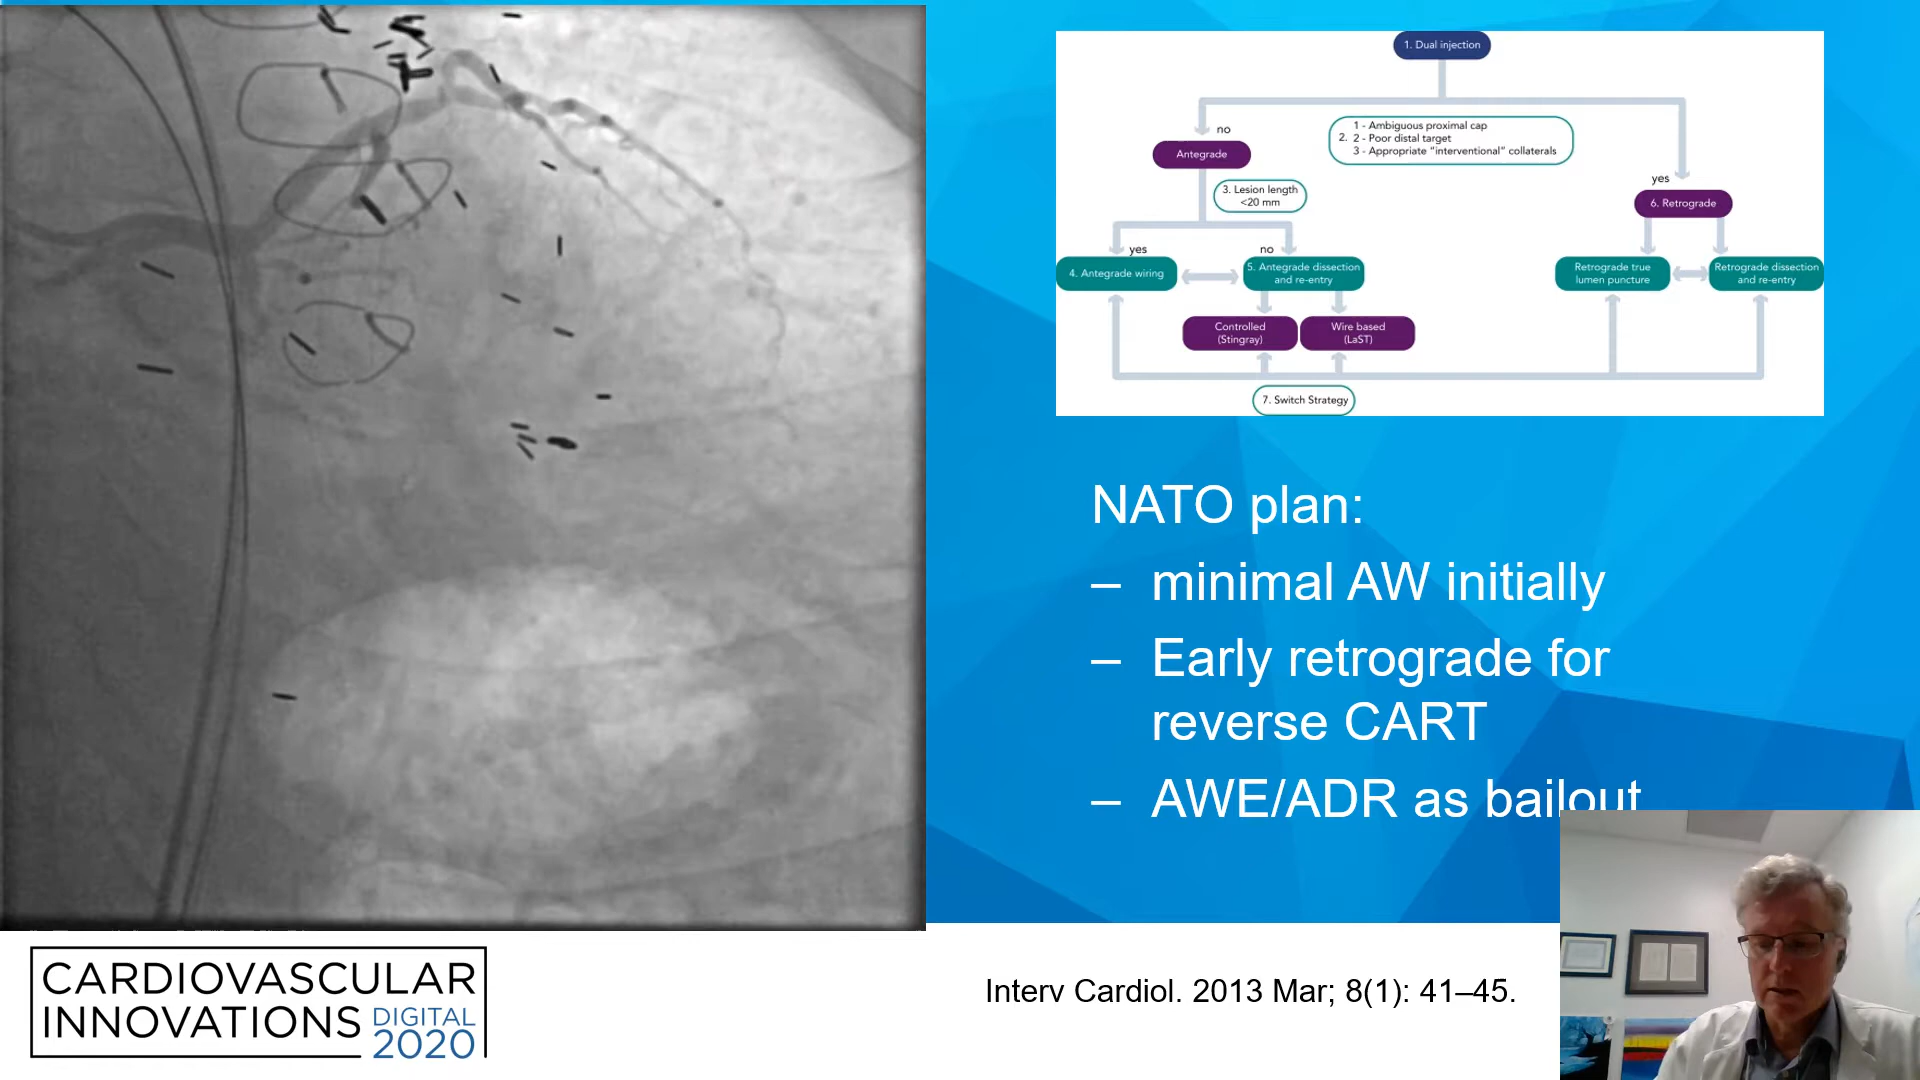 1. Dual injection
no
1 - Ambiguous proximal cap
2. 2 - Poor distal target
3 - Appropriate “interventional” collaterals
Antegrade
yes
3. Lesion length
<20 mm
6. Retrograde
yes
no
4. Antegrade wiring
5. Antegrade dissection
and re-entry
Retrograde true
lumen puncture
Retrograde dissection
and re-entry
Controlled
(Stingray)
Wire based
(LaST)
7. Switch Strategy
NATO plan:
– minimal AW initially
– Early retrograde for
reverse CART
– AWE/ADR as bailout
CARDIOVASCULAR
INNOVATIONS DIGITAL
2020
Interv Cardiol. 2013 Mar; 8(1): 41–45.